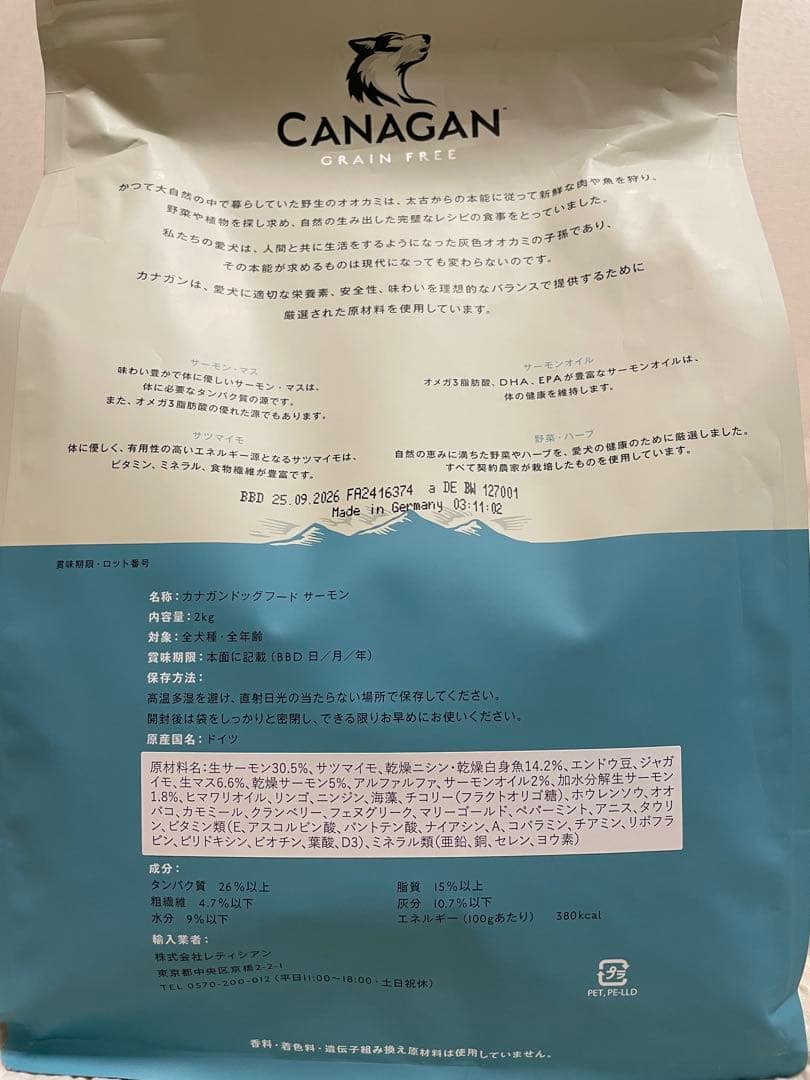 CANAGAN™
GRAIN FREE
かつて大自然の中で暮らしていた野生のオオカミは、太古からの本能に従って新鮮な肉や魚を狩り、
野菜や植物を探し求め、自然の生み出した完璧なレシピの食事をとっていました。
私たちの愛犬は、人間と共に生活をするようになった灰色オオカミの子孫であり、
その本能が求めるものは現代になっても変わらないのです。
カナガンは、愛犬に適切な栄養素、安全性、味わいを理想的なバランスで提供するために
厳選された原材料を使用しています。
サーモン・マス
味わい豊かで体に優しいサーモン・マスは、
体に必要なタンパク質の源です。
また、オメガ3脂肪酸の優れた源でもあります。
サーモンオイル
オメガ3脂肪酸、DHA、EPAが豊富なサーモンオイルは、
体の健康を維持します。
サツマイモ
体に優しく、有用性の高いエネルギー源となるサツマイモは、
ビタミン、ミネラル、食物繊維が豊富です。
野菜・ハーブ
自然の恵みに満ちた野菜やハーブを、愛犬の健康のために厳選しました。
すべて契約農家が栽培したものを使用しています。
BBD 25.09.2026 FA2416374 a DE BW 127001
Made in Germany 03:11:02
賞味期限・ロット番号
名称：カナガンドッグフード サーモン
内容量：2kg
対象：全犬種・全年齢
賞味期限：本面に記載（BBD 日／月／年）
保存方法：
高温多湿を避け、直射日光の当たらない場所で保存してください。
開封後は袋をしっかりと密閉し、できる限りお早めにお使いください。
原産国名：ドイツ
原材料名：生サーモン30.5%、サツマイモ、乾燥ニシン・乾燥白身魚14.2%、エンドウ豆、ジャガ
イモ、生マス6.6%、乾燥サーモン5%、アルファルファ、サーモンオイル2%、加水分解生サーモン
1.8%、ヒマワリオイル、リンゴ、ニンジン、海藻、チコリー（フラクトオリゴ糖）、ホウレンソウ、オオ
バコ、カモミール、クランベリー、フェヌグリーク、マリーゴールド、ペパーミント、アニス、タウリ
ン、ビタミン類（E、アスコルビン酸、パントテン酸、ナイアシン、A、コバラミン、チアミン、リボフラ
ビン、ピリドキシン、ビオチン、葉酸、D3）、ミネラル類（亜鉛、銅、セレン、ヨウ素）
成分：
タンパク質 26%以上
脂質 15%以上
粗繊維 4.7%以下
灰分 10.7%以下
水分 9%以下
エネルギー（100gあたり） 380kcal
輸入業者：
株式会社レティシアン
東京都中央区京橋2-2-1
TEL 0570-200-012（平日11:00〜18:00・土日祝休）
プラ
PET, PE-LLD
香料・着色料・遺伝子組み換え原材料は使用していません。